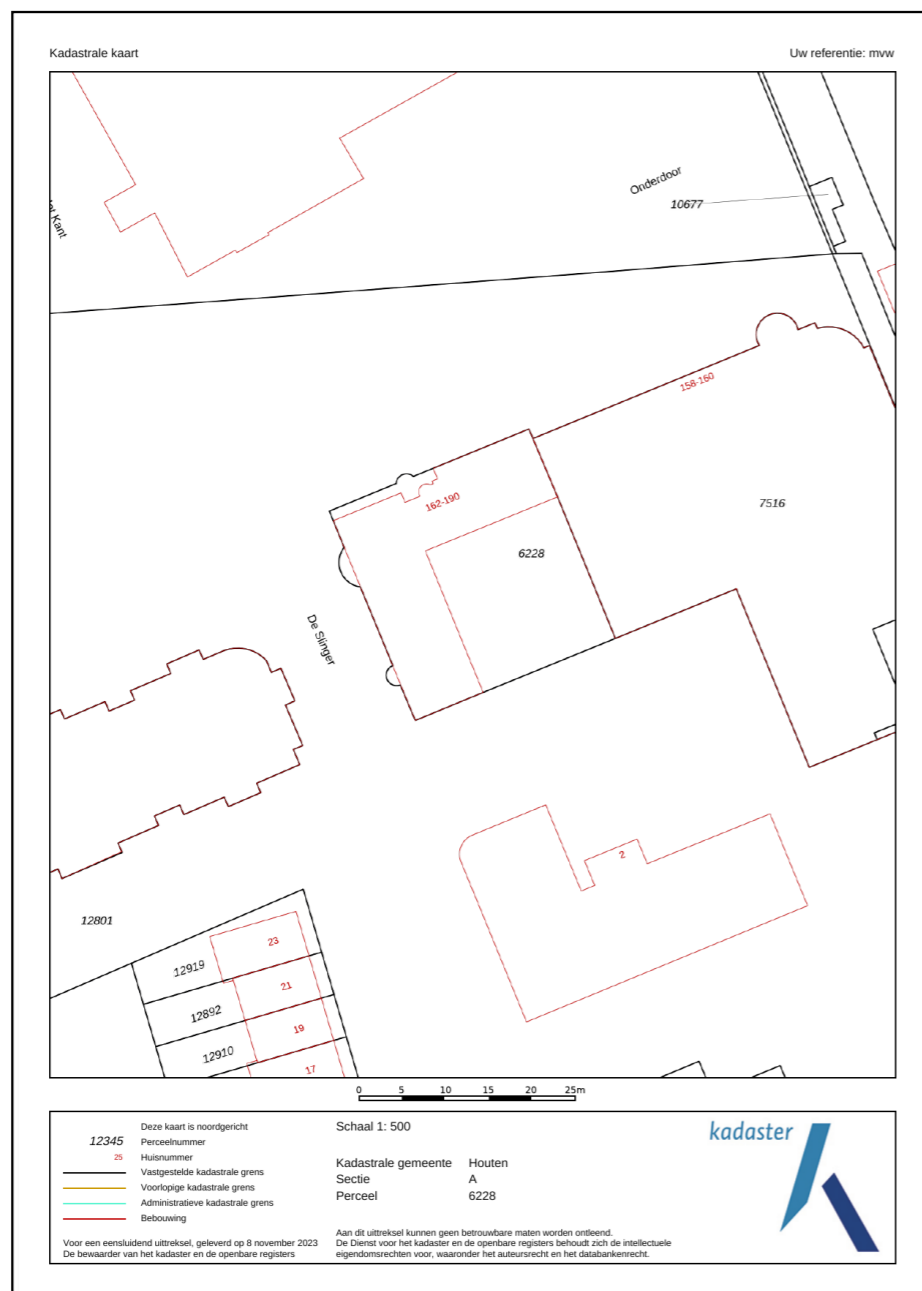 Kadastrale kaart
Uw referentie: mvw
Kant
Onderdoor
10677
158-160
162-190
7516
6228
De Slinger
2
12801
23
12919
21
12892
19
12910
17
0 5 10 15 20 25m
Deze kaart is noordgericht
12345 Perceelnummer
25 Huisnummer
Vastgestelde kadastrale grens
Voorlopige kadastrale grens
Administratieve kadastrale grens
Bebouwing
Voor een eensluidend uittreksel, geleverd op 8 november 2023
De bewaarder van het kadaster en de openbare registers
Schaal 1: 500
Kadastrale gemeente Houten
Sectie A
Perceel 6228
Aan dit uittreksel kunnen geen betrouwbare maten worden ontleend.
De Dienst voor het kadaster en de openbare registers behoudt zich de intellectuele
eigendomsrechten voor, waaronder het auteursrecht en het databankenrecht.
kadaster